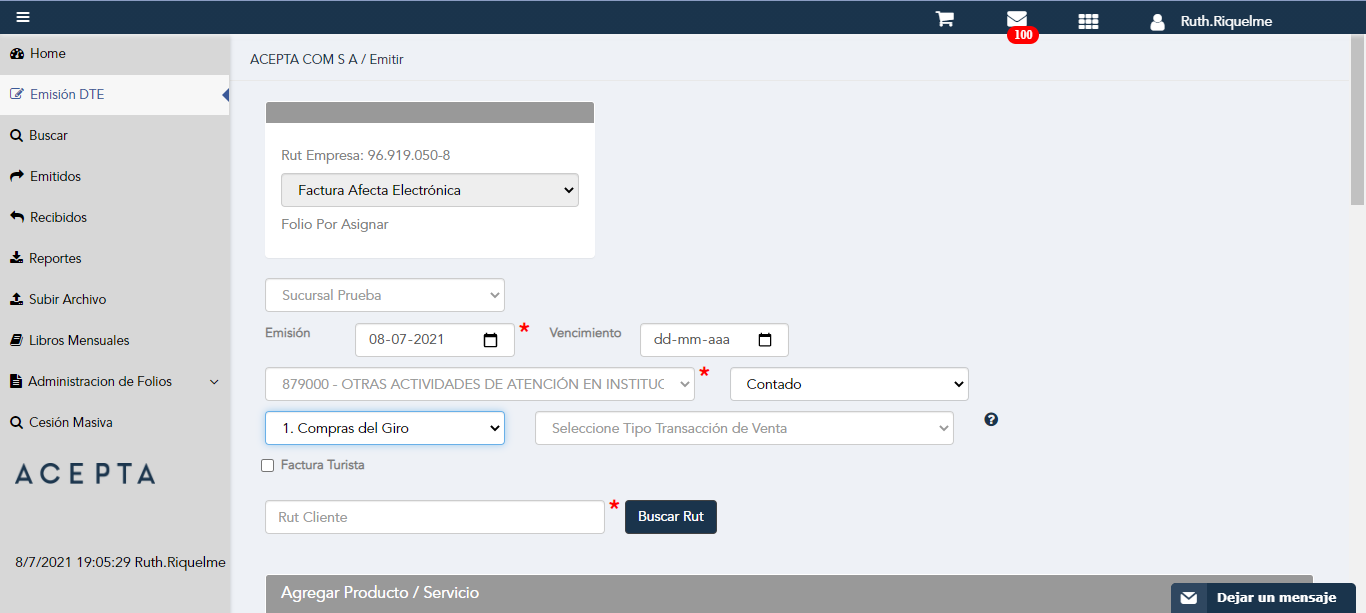 100
Ruth.Riquelme
Home
Emisión DTE
Buscar
Emitidos
Recibidos
Reportes
Subir Archivo
Libros Mensuales
Administracion de Folios
Cesión Masiva
ACEPTA
8/7/2021 19:05:29 Ruth.Riquelme
ACEPTA COM S A / Emitir
Rut Empresa: 96.919.050-8
Factura Afecta Electrónica
Folio Por Asignar
Sucursal Prueba
Emisión 08-07-2021 * Vencimiento dd-mm-aaa
879000 - OTRAS ACTIVIDADES DE ATENCIÓN EN INSTITUC * Contado
1. Compras del Giro Seleccione Tipo Transacción de Venta ?
Factura Turista
Rut Cliente * Buscar Rut
Agregar Producto / Servicio
Dejar un mensaje